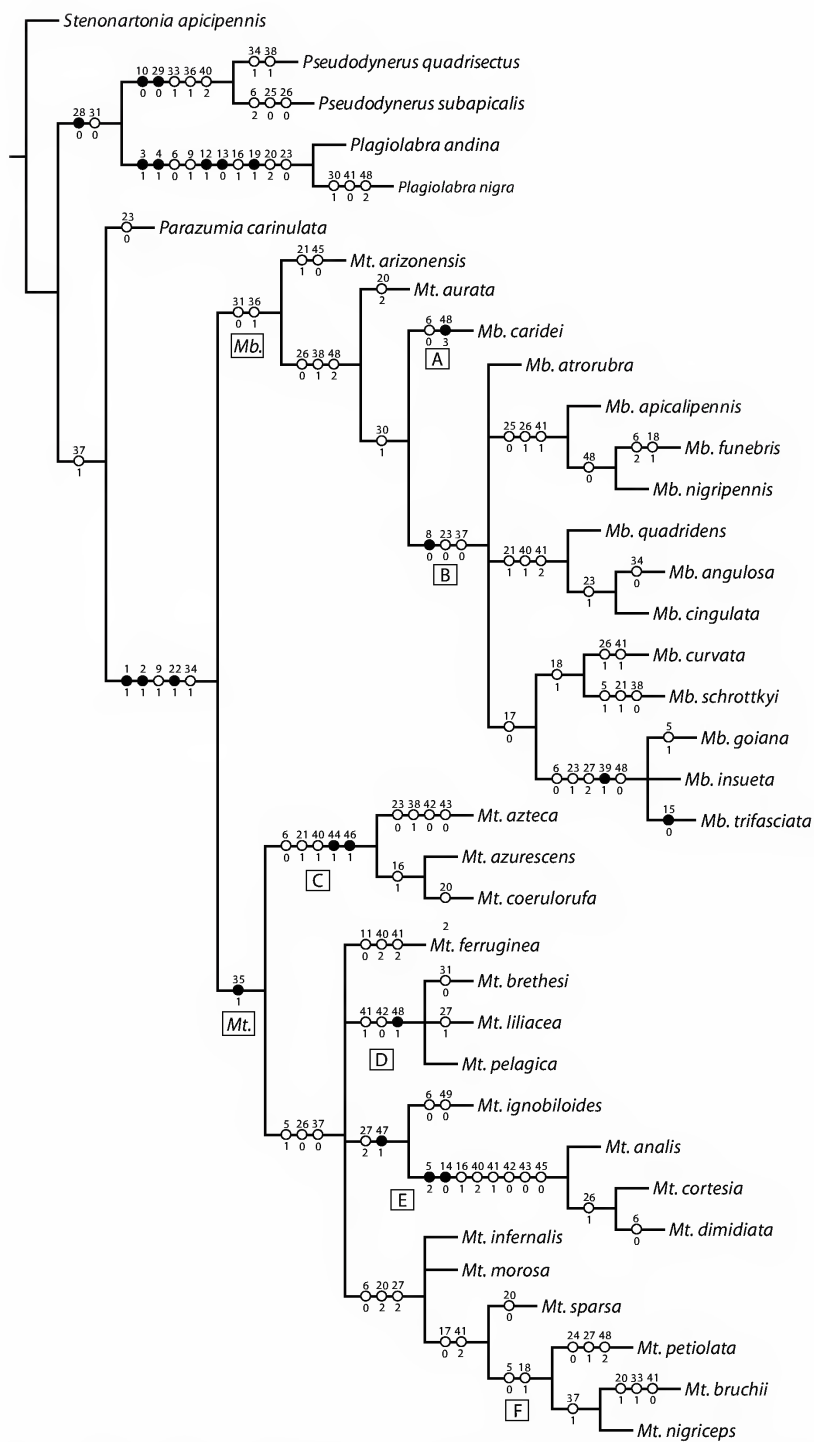 Stenonartonia apicipennis
34 38
1 1
Pseudodynerus quadrisectus
10 29 33 36 40
0 0 1 1 2
6 25 26
2 0 0
Pseudodynerus subapicalis
28 31
0 0
Plagiolabra andina
3 4 6 9 12 13 16 19 20 23
1 1 0 1 1 0 1 1 2 0
30 41 48
1 0 2
Plagiolabra nigra
23
0
Parazumia carinulata
21 45
1 0
Mt. arizonensis
20
2
Mt. aurata
31 36
0 1
Mb.
6 48
0 3
Mb. caridei
A
26 38 48
0 1 2
Mb. atrorubra
Mb. apicalipennis
25 26 41
0 1 1
30
1
6 18
2 1
Mb. funebris
48
0
37
1
Mb. nigripennis
Mb. quadridens
8 23 37
0 0 0
B
21 40 41
1 1 2
34
0
Mb. angulosa
23
1
Mb. cingulata
26 41
1 1
Mb. curvata
1 2 9 22 34
1 1 1 1 1
18
1
5 21 38
1 1 0
Mb. schrottkyi
17
0
5
1
Mb. goiana
6 23 27 39 48
0 1 2 1 0
Mb. insueta
15
0
Mb. trifasciata
23 38 42 43
0 1 0 0
Mt. azteca
6 21 40 44 46
0 1 1 1 1
C
Mt. azurescens
16
1
20
Mt. coerulorufa
2
11 40 41
0 2 2
Mt. ferruginea
35
1
Mt.
31
0
Mt. brethesi
41 42 48
1 0 1
D
27
1
Mt. liliacea
Mt. pelagica
6 49
0 0
Mt. ignobiloides
5 26 37
1 0 0
27 47
2 1
Mt. analis
5 14 16 40 41 42 43 45
2 0 1 2 1 0 0 0
E
Mt. cortesia
26
1
6
0
Mt. dimidiata
Mt. infernalis
Mt. morosa
6 20 27
0 2 2
20
0
Mt. sparsa
17 41
0 2
24 27 48
0 1 2
Mt. petiolata
5 18
0 1
F
20 33 41
1 1 0
Mt. bruchii
37
1
Mt. nigriceps